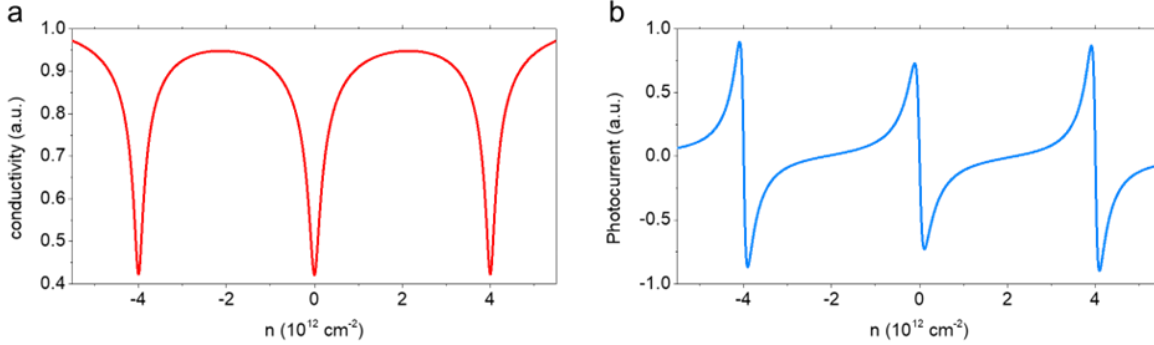 a
1.0
0.9
0.8
0.7
0.6
0.5
0.4
conductivity (a.u.)
-4 -2 0 2 4
n (10¹² cm⁻²)
b
1.0
0.5
0.0
-0.5
-1.0
Photocurrent (a.u.)
-4 -2 0 2 4
n (10¹² cm⁻²)